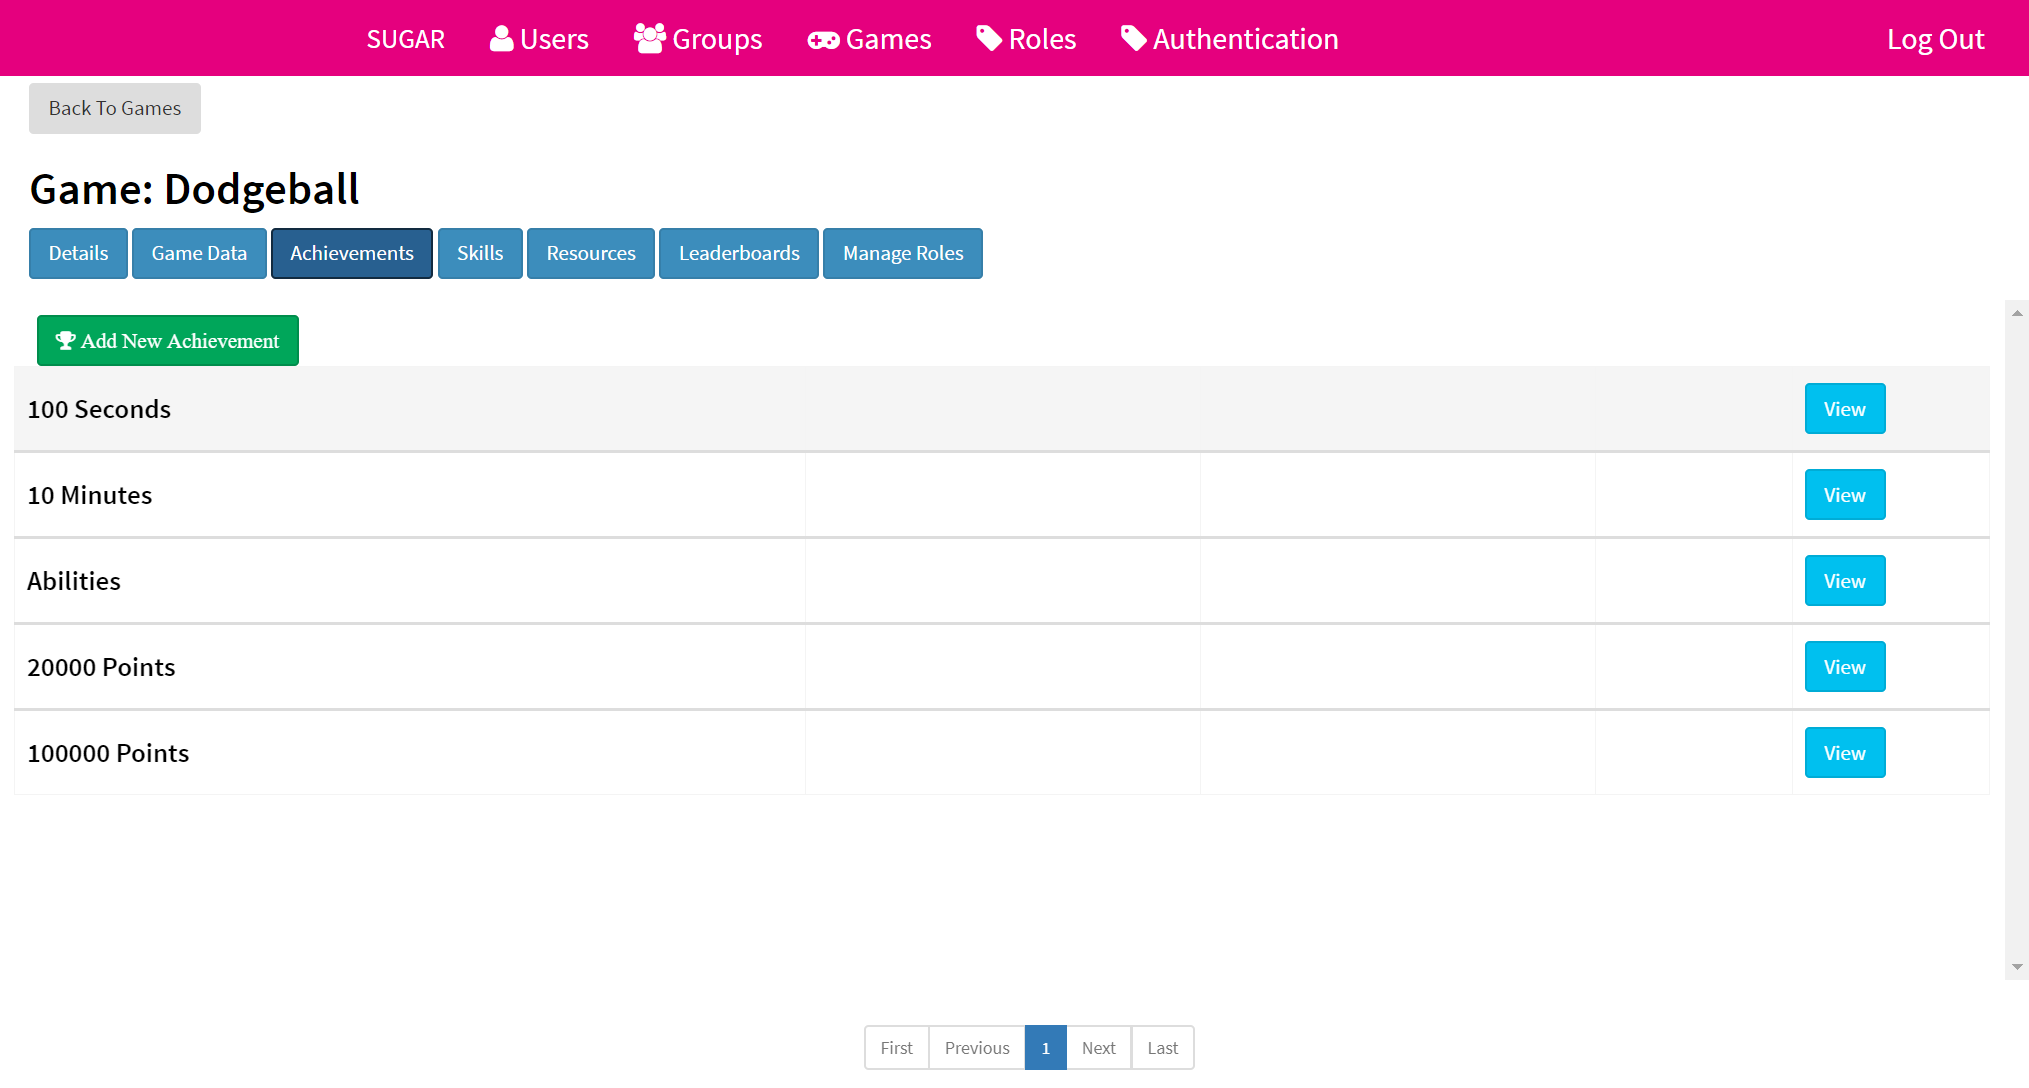 SUGAR Users Groups Games Roles Authentication Log Out
Back To Games
Game: Dodgeball
Details Game Data Achievements Skills Resources Leaderboards Manage Roles
Add New Achievement
100 Seconds View
10 Minutes View
Abilities View
20000 Points View
100000 Points View
First Previous 1 Next Last